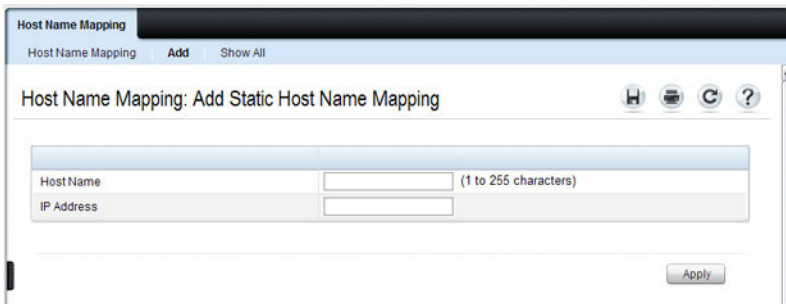 Host Name Mapping
Host Name Mapping Add Show All
Host Name Mapping: Add Static Host Name Mapping
Host Name (1 to 255 characters)
IP Address
Apply